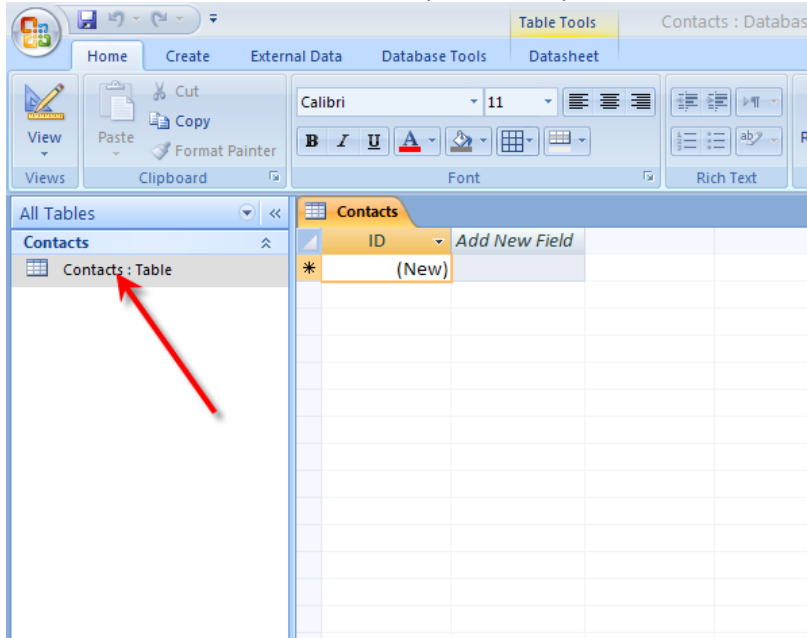 Table Tools Contacts : Databas
Home Create External Data Database Tools Datasheet
View
Paste
Cut
Copy
Format Painter
Calibri 11
B I U A ab
Views Clipboard Font Rich Text
All Tables «
Contacts
Contacts : Table
Contacts
ID Add New Field
* (New)